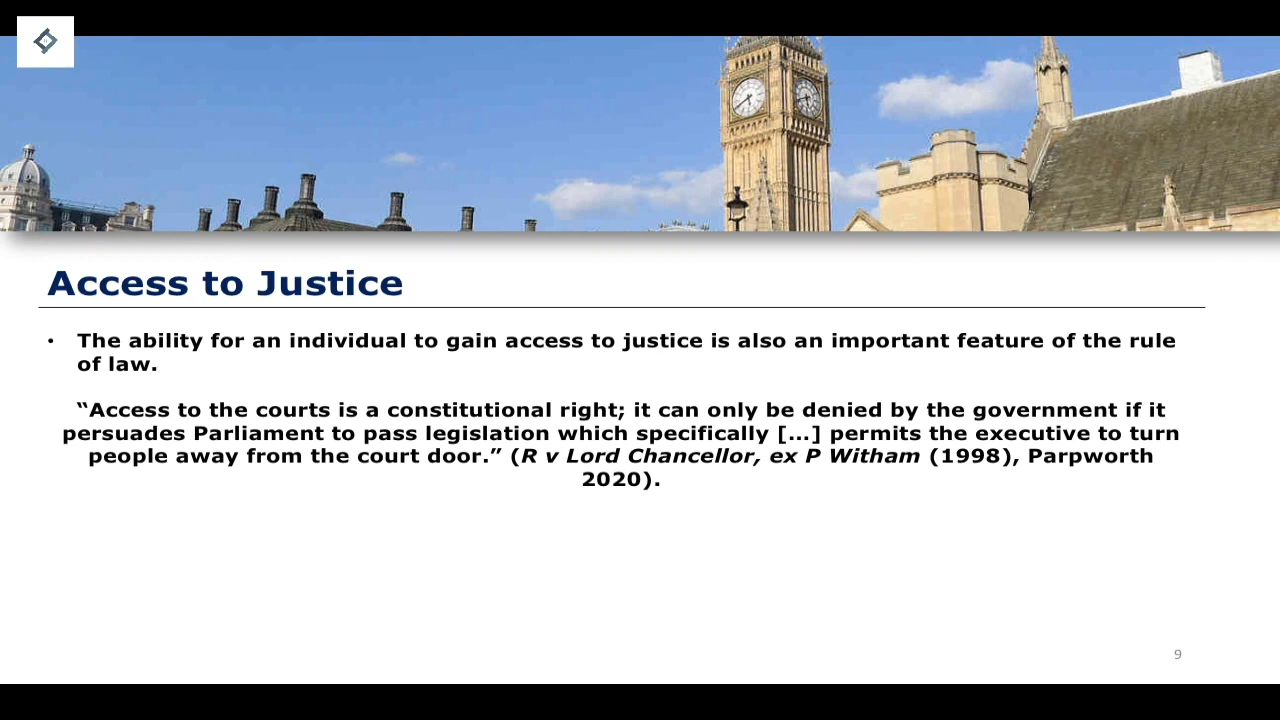 Access to Justice
• The ability for an individual to gain access to justice is also an important feature of the rule
of law.
“Access to the courts is a constitutional right; it can only be denied by the government if it
persuades Parliament to pass legislation which specifically [...] permits the executive to turn
people away from the court door.” (R v Lord Chancellor, ex P Witham (1998), Parpworth
2020).
9